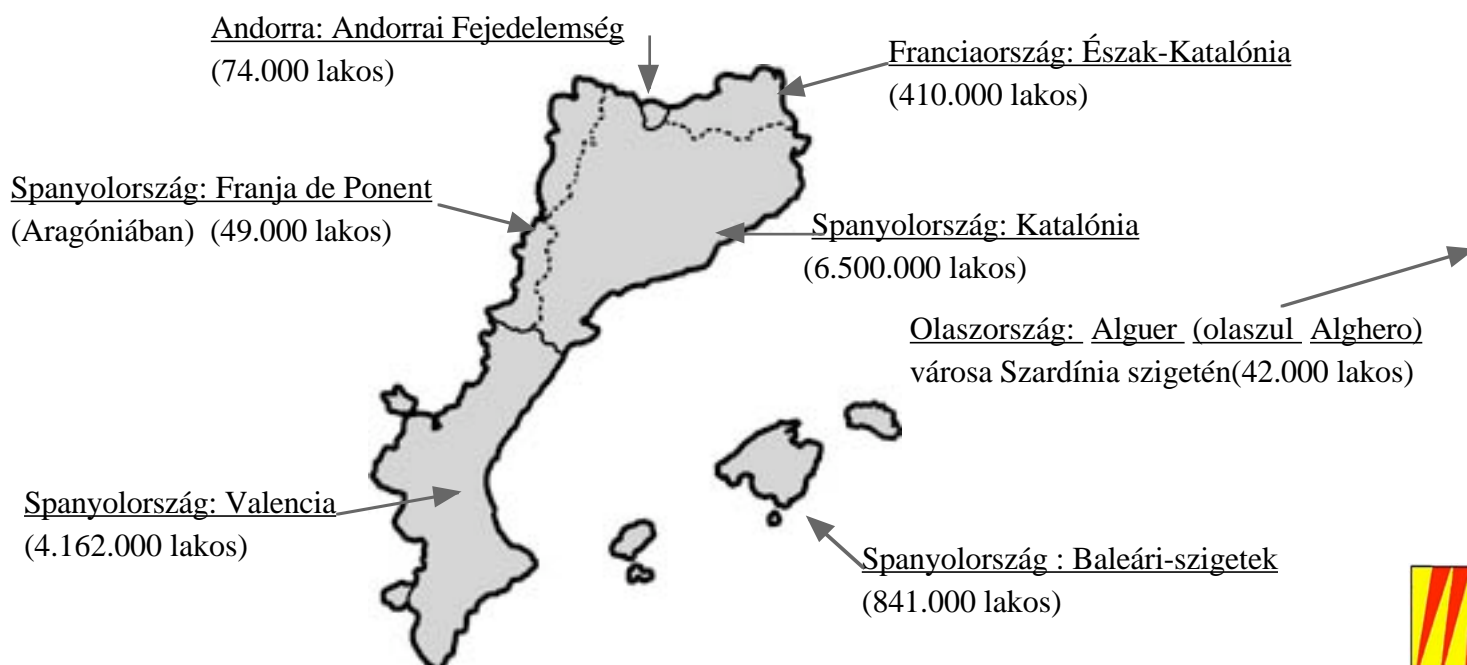 Andorra: Andorrai Fejedelemség
(74.000 lakos)
Franciaország: Észak-Katalónia
(410.000 lakos)
Spanyolország: Franja de Ponent
(Aragóniában) (49.000 lakos)
Spanyolország: Katalónia
(6.500.000 lakos)
Olaszország: Alguer (olaszul Alghero)
városa Szardínia szigetén(42.000 lakos)
Spanyolország: Valencia
(4.162.000 lakos)
Spanyolország : Baleári-szigetek
(841.000 lakos)